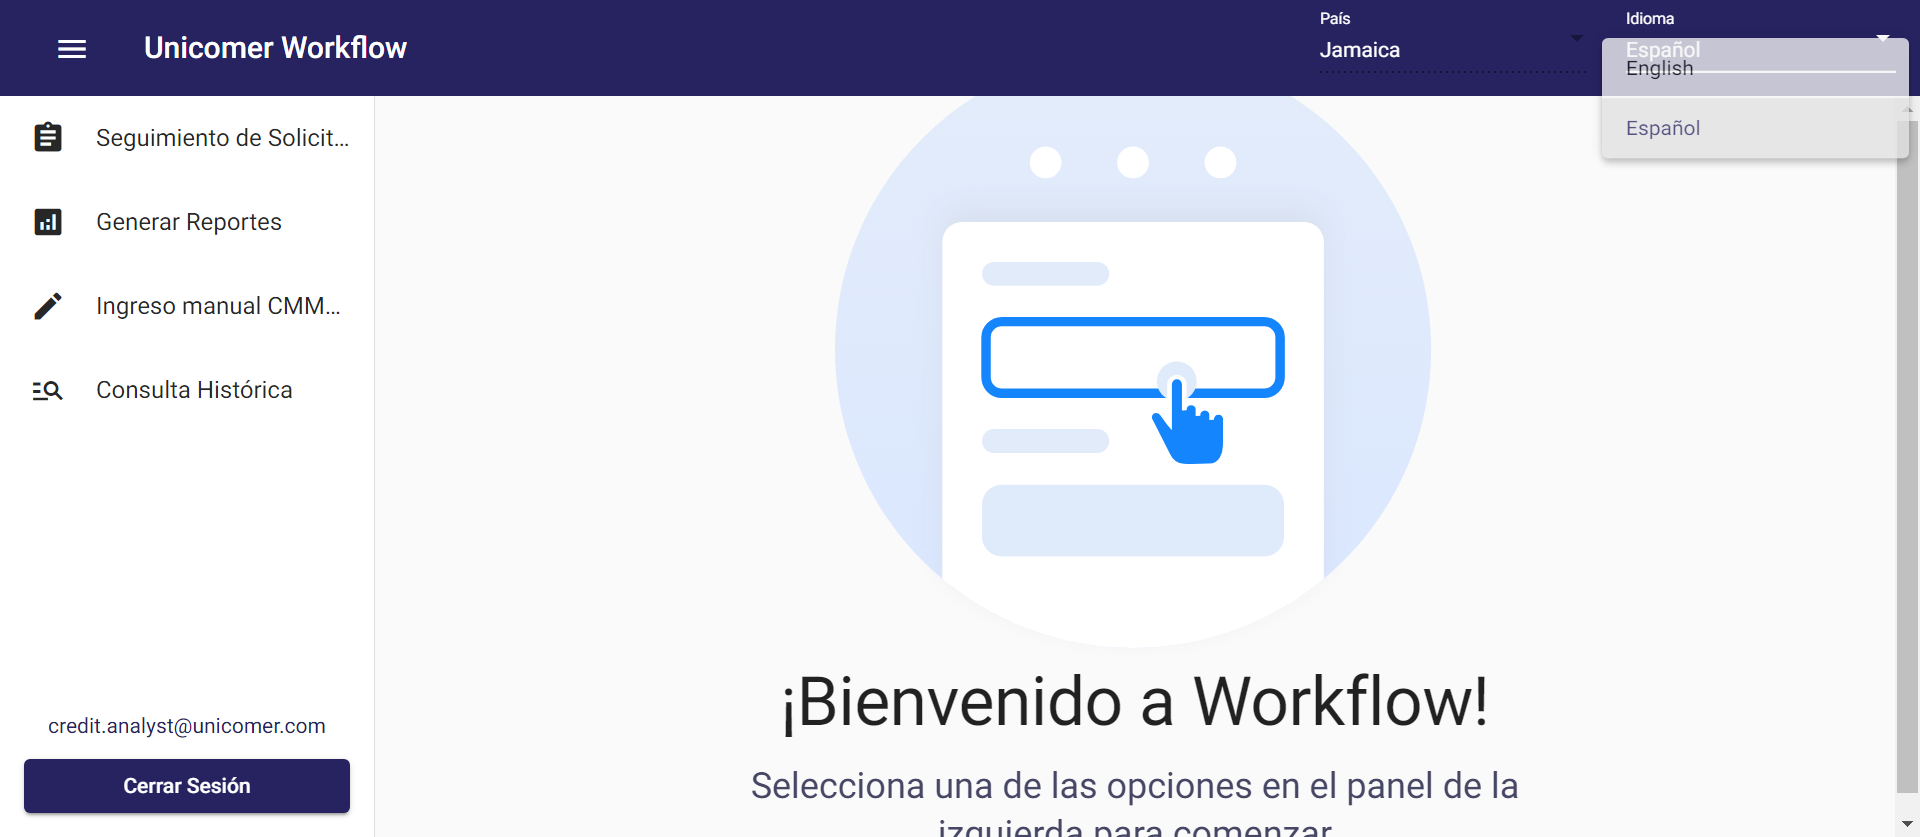 Unicomer Workflow
País
Jamaica
Idioma
Español
English
Español
Seguimiento de Solicit...
Generar Reportes
Ingreso manual CMM...
Consulta Histórica
credit.analyst@unicomer.com
Cerrar Sesión
¡Bienvenido a Workflow!
Selecciona una de las opciones en el panel de la
izquierda para comenzar